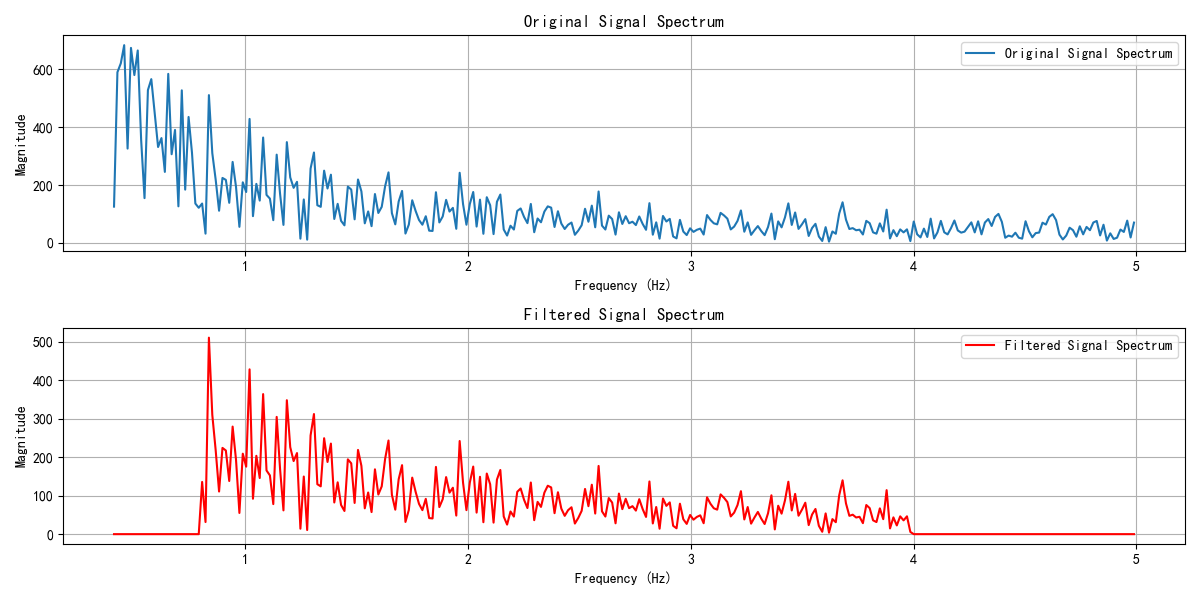 Original Signal Spectrum
Original Signal Spectrum
Magnitude
600
400
200
0
1 2 3 4 5
Frequency (Hz)
Filtered Signal Spectrum
Filtered Signal Spectrum
Magnitude
500
400
300
200
100
0
1 2 3 4 5
Frequency (Hz)